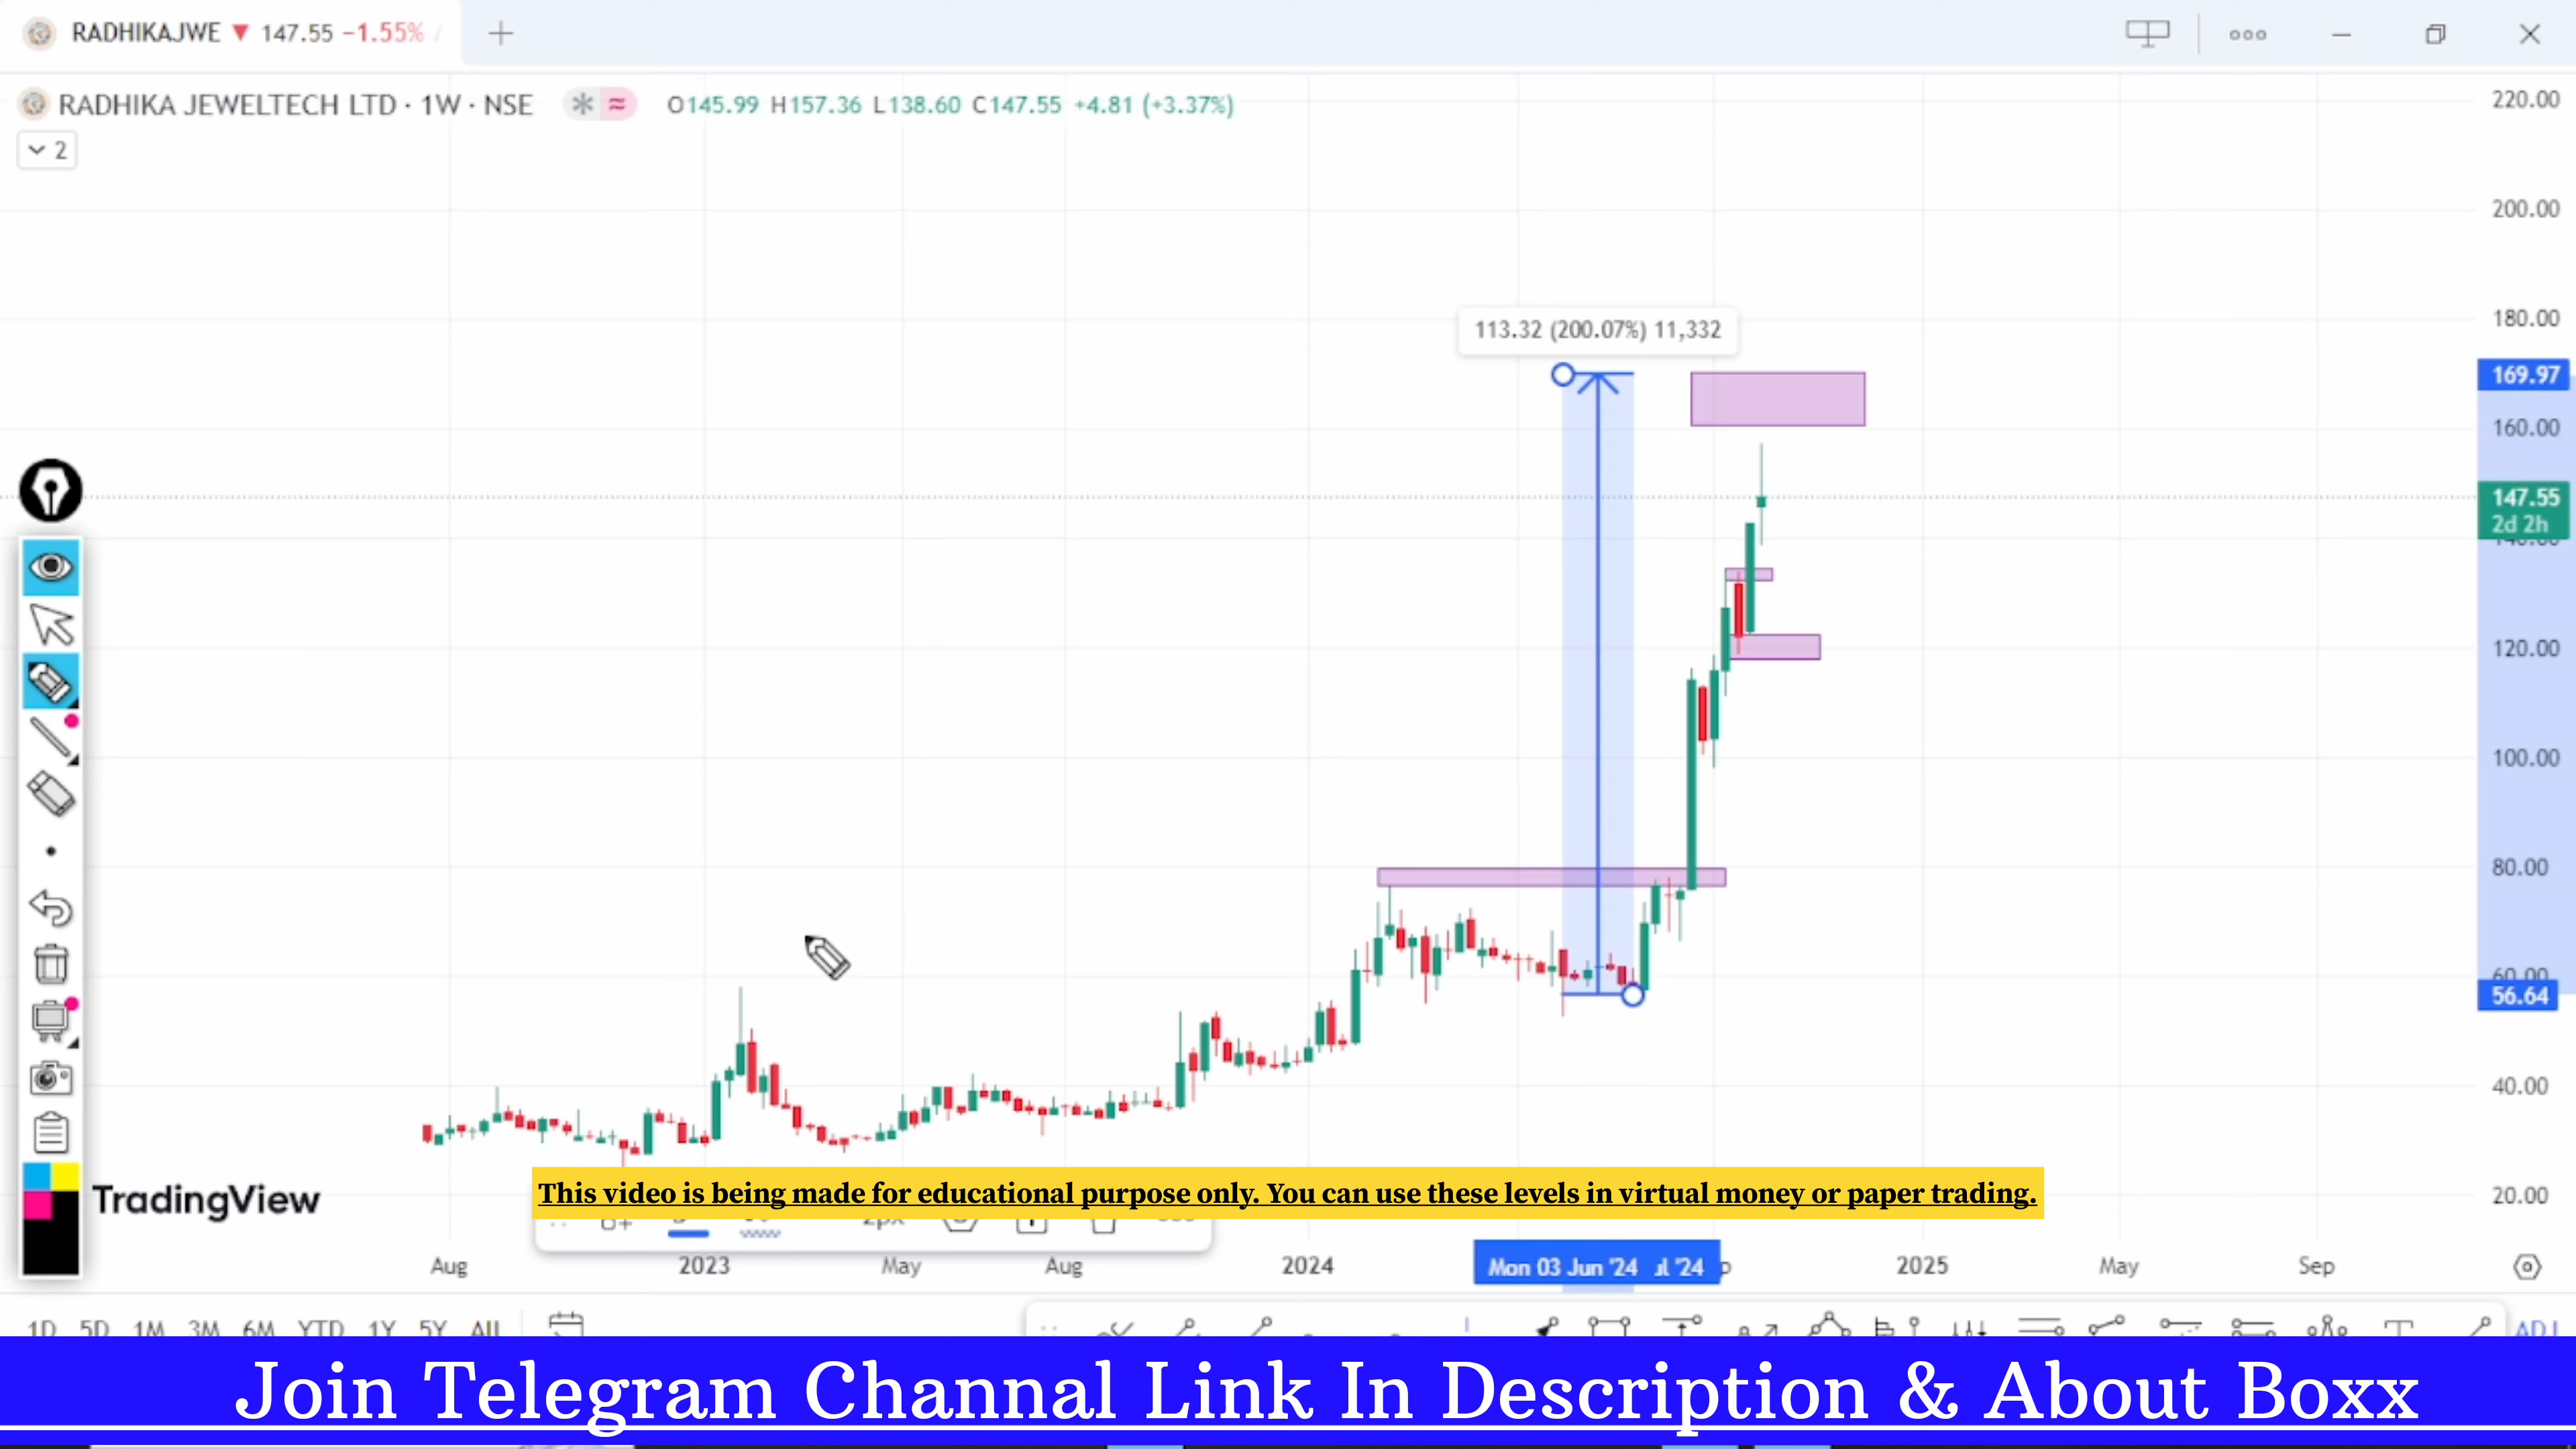 RADHIKAJWE ▼ 147.55 −1.55%
RADHIKA JEWELTECH LTD · 1W · NSE O145.99 H157.36 L138.60 C147.55 +4.81 (+3.37%)
2
220.00
200.00
180.00
113.32 (200.07%) 11,332
169.97
160.00
147.55
2d 2h
120.00
100.00
80.00
60.00
56.64
40.00
20.00
TradingView
This video is being made for educational purpose only. You can use these levels in virtual money or paper trading.
2px
Aug 2023 May Aug 2024 Mon 03 Jun '24 2025 May Sep
1D 5D 1M 3M 6M YTD 1Y 5Y All
Join Telegram Channal Link In Description & About Boxx